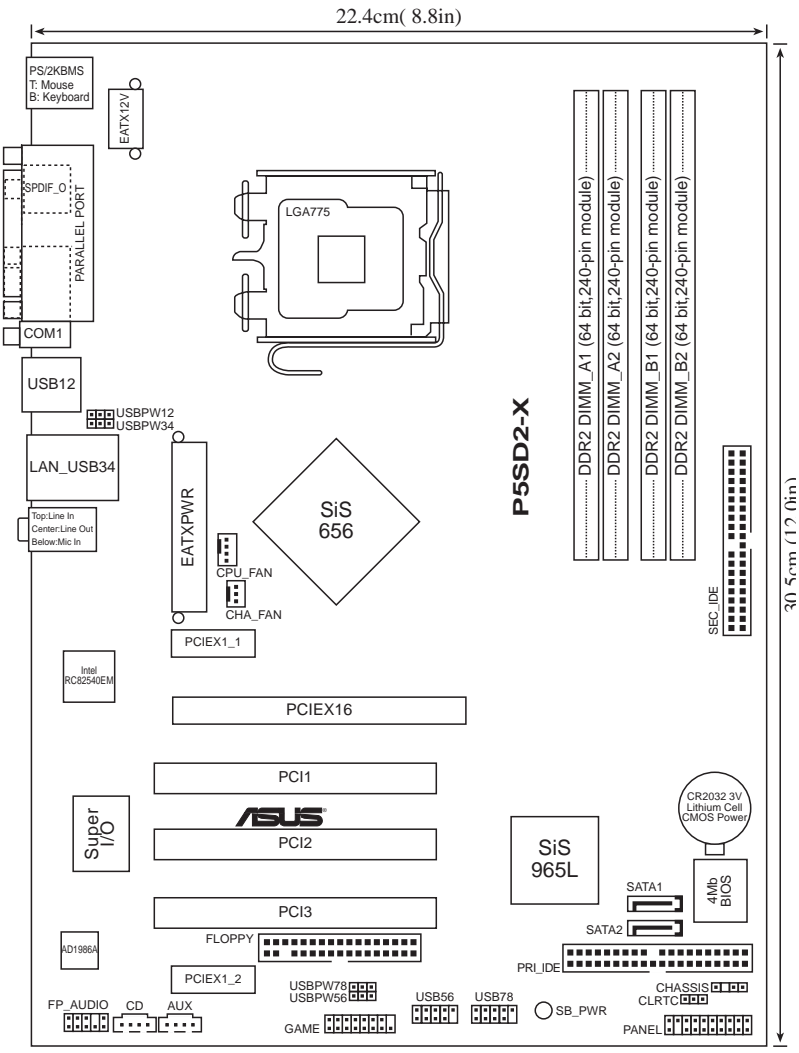 22.4cm( 8.8in)
PS/2KBMS
T: Mouse
B: Keyboard
EATX12V
SPDIF_O
PARALLEL PORT
LGA775
COM1
USB12
USBPW12
USBPW34
LAN_USB34
Top:Line In
Center:Line Out
Below:Mic In
EATXPWR
CPU_FAN
CHA_FAN
SiS
656
P5SD2-X
DDR2 DIMM_A1 (64 bit,240-pin module)
DDR2 DIMM_A2 (64 bit,240-pin module)
DDR2 DIMM_B1 (64 bit,240-pin module)
DDR2 DIMM_B2 (64 bit,240-pin module)
SEC_IDE
30.5cm (12.0in)
PCIEX1_1
Intel
RC82540EM
PCIEX16
PCI1
Super
I/O
ASUS®
PCI2
CR2032 3V
Lithium Cell
CMOS Power
SiS
965L
4Mb
BIOS
SATA1
SATA2
PCI3
AD1986A
FLOPPY
PRI_IDE
PCIEX1_2
USBPW78
USBPW56
CHASSIS
CLRTC
FP_AUDIO
CD
AUX
GAME
USB56
USB78
SB_PWR
PANEL